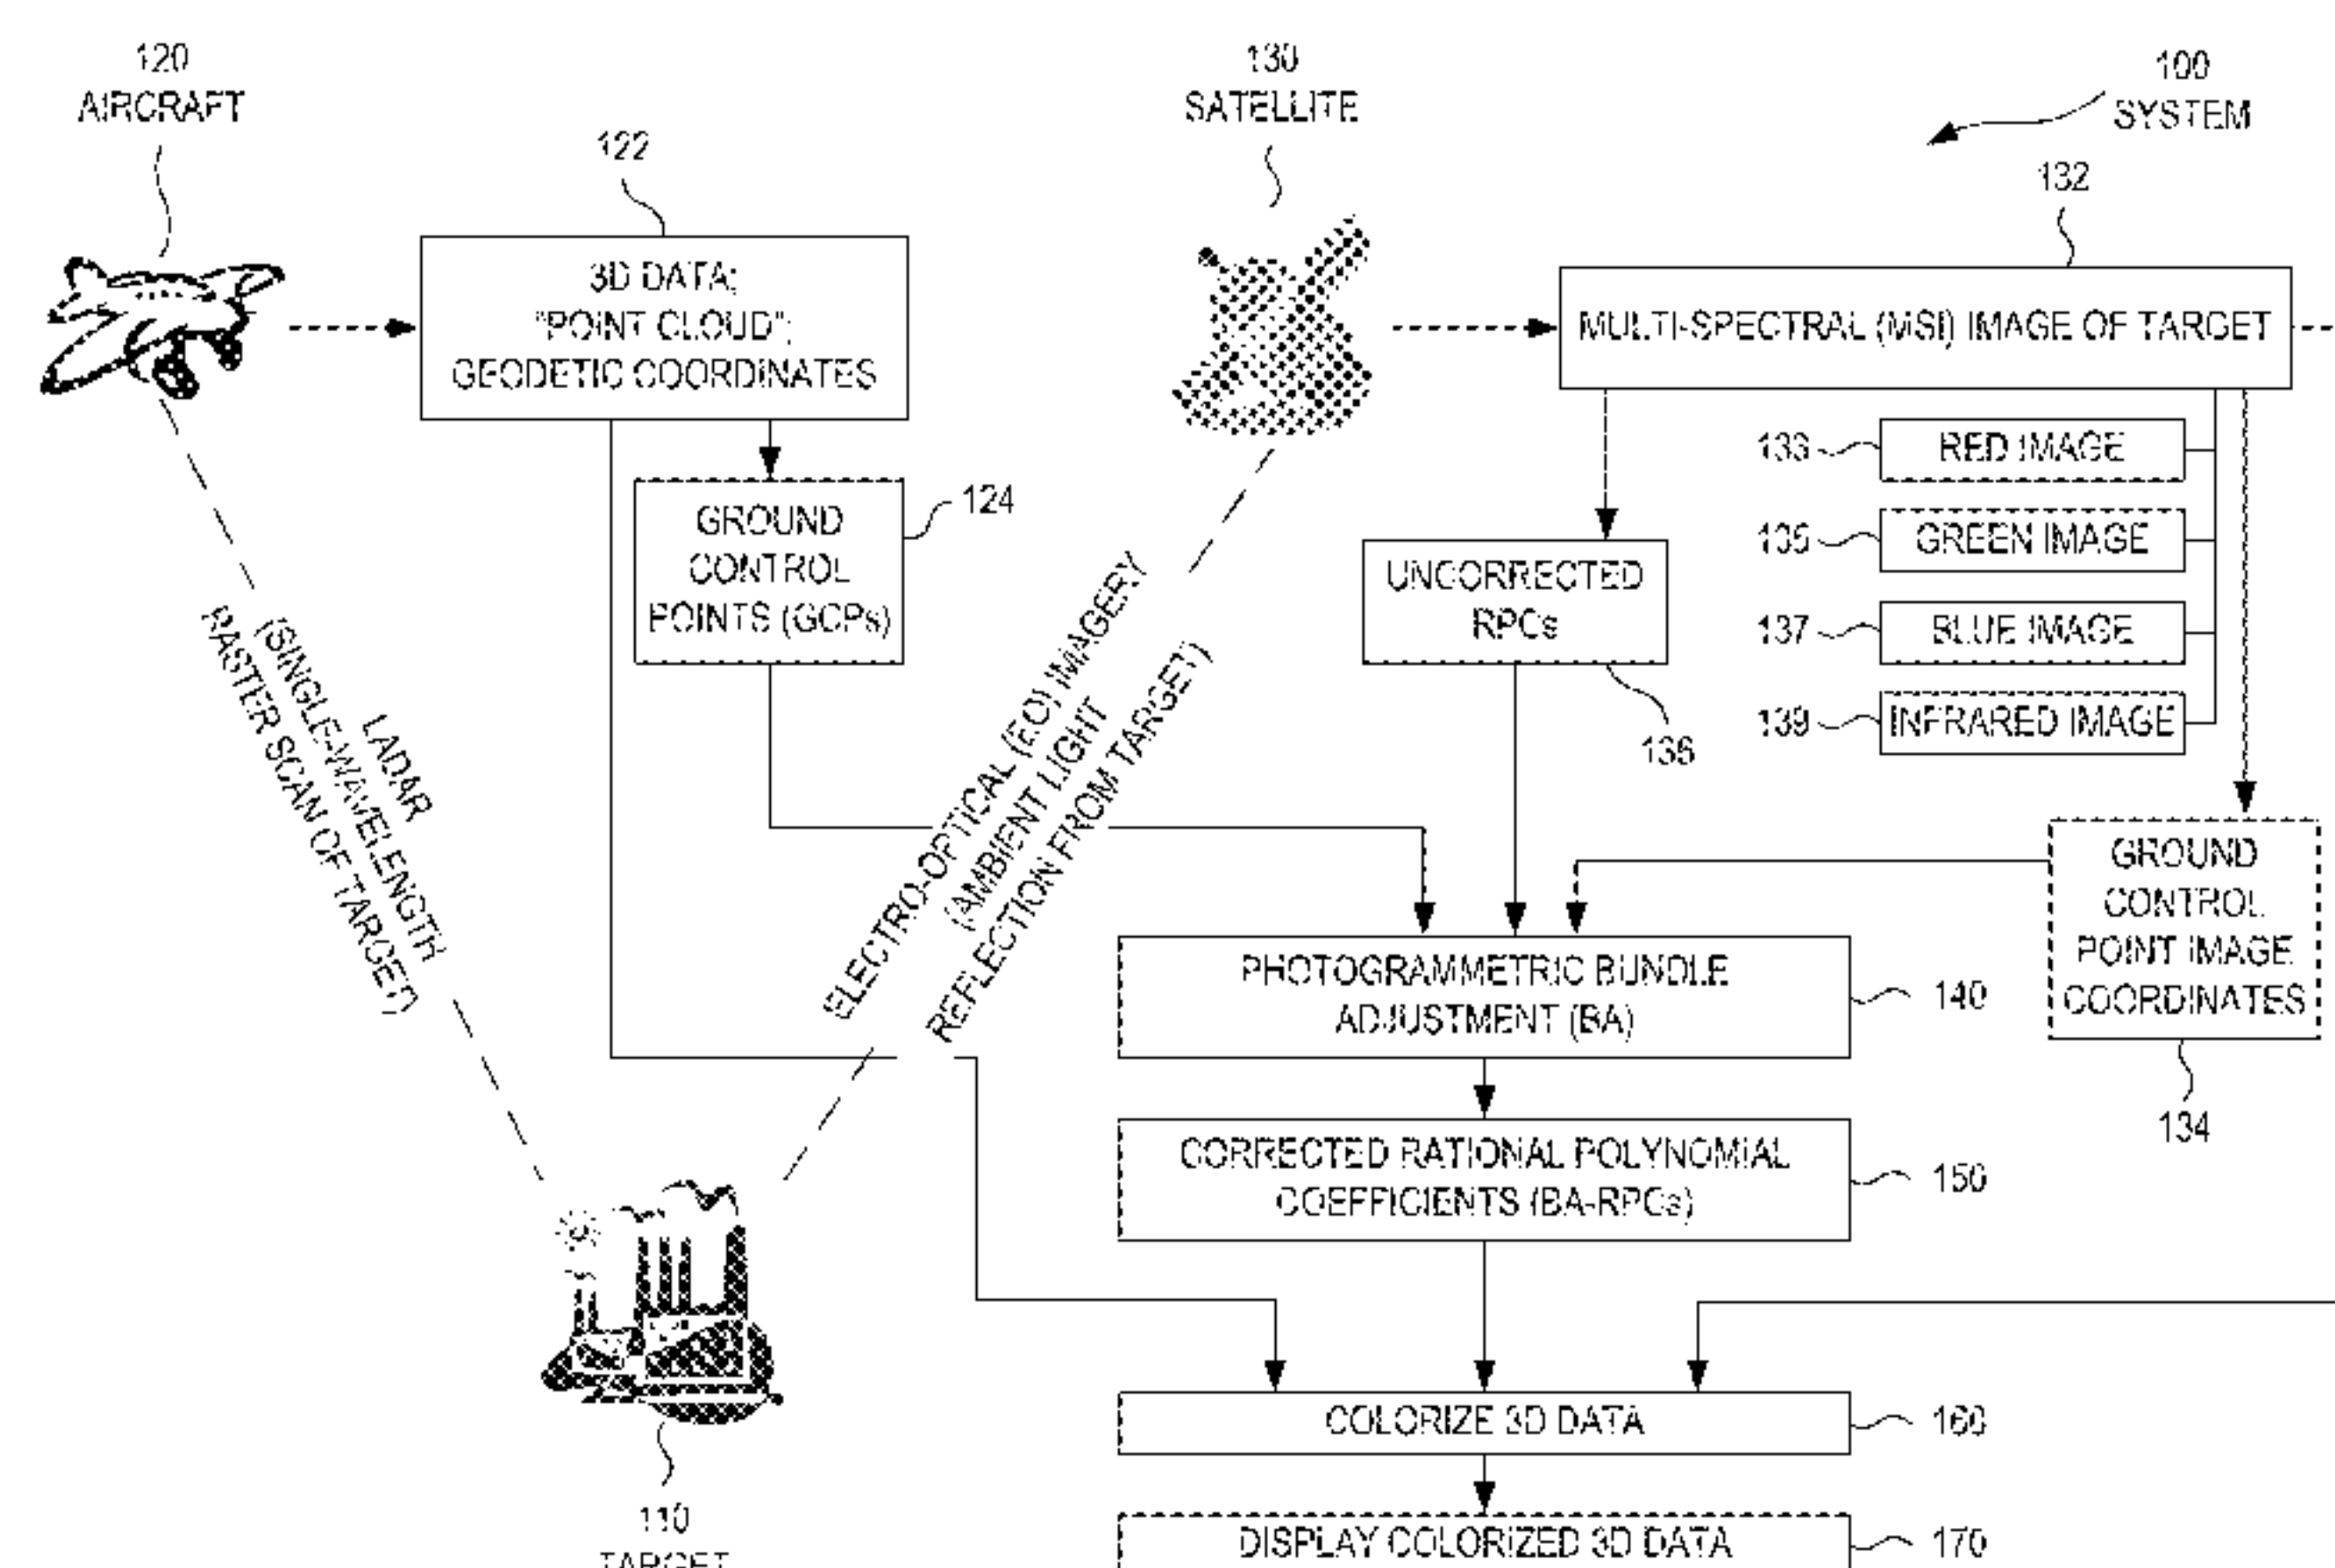 120
AIRCRAFT
130
SATELLITE
100
SYSTEM
122
132
3D DATA;
"POINT CLOUD";
GEODETIC COORDINATES
MULTI-SPECTRAL (MSI) IMAGE OF TARGET
133
RED IMAGE
124
GROUND
CONTROL
POINTS (GCPs)
135
GREEN IMAGE
UNCORRECTED
RPCs
137
BLUE IMAGE
139
INFRARED IMAGE
136
LADAR
(SINGLE-WAVELENGTH
RASTER SCAN OF TARGET)
ELECTRO-OPTICAL (EO) IMAGERY
(AMBIENT LIGHT
REFLECTION FROM TARGET)
GROUND
CONTROL
POINT IMAGE
COORDINATES
134
PHOTOGRAMMETRIC BUNDLE
ADJUSTMENT (BA)
140
CORRECTED RATIONAL POLYNOMIAL
COEFFICIENTS (BA-RPCs)
150
COLORIZE 3D DATA
160
110
TARGET
DISPLAY COLORIZED 3D DATA
170